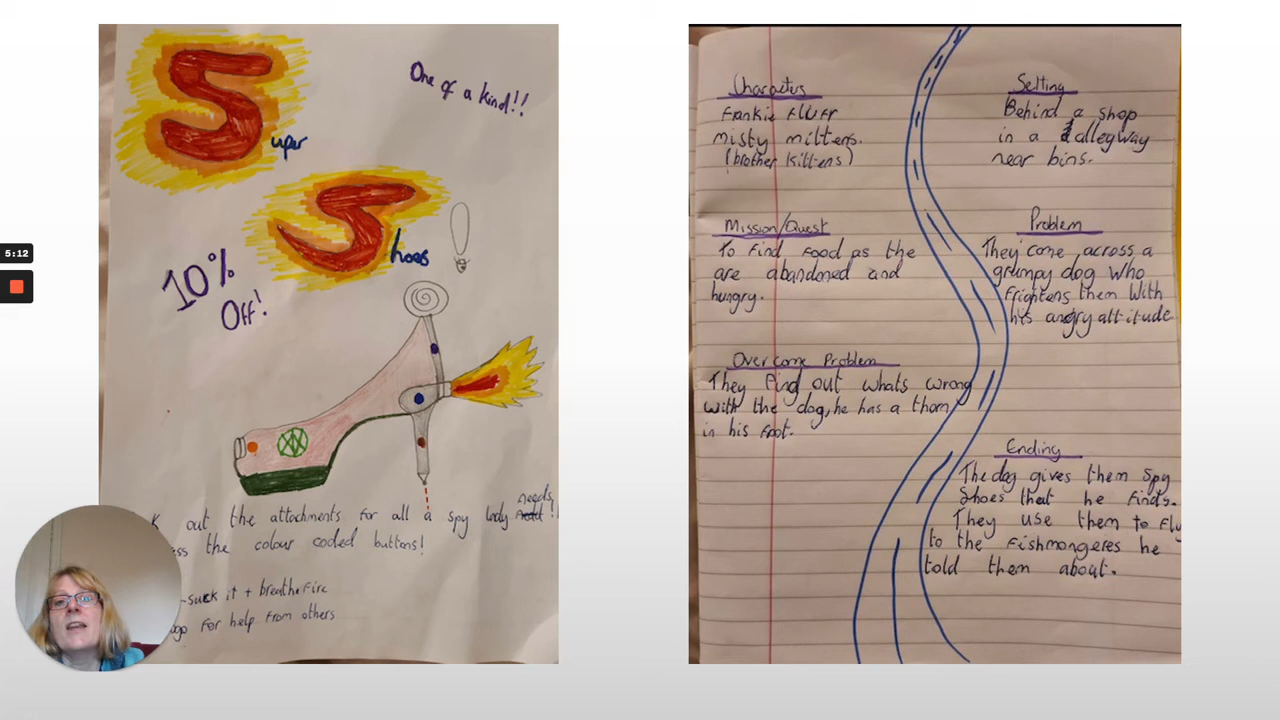 Super
One of a kind!!
Shoes!
10%
Off!
out the attachments for all a spy lady needs!
the colour coded buttons!
-suck it + breathe fire
for help from others
5:12
Characters
Frankie Fluff
misty mittens.
(brother kittens)
Setting
Behind a shop
in a allegway
near bins.
Mission/Quest
To find food as the
are abandoned and
hungry.
Problem
They come across a
grumpy dog who
frightens them with
his angry attitude
Overcome Problem
They find out whats wrong
with the dog, he has a thorn
in his foot.
Ending
The dog gives them spy
shoes that he finds.
They use them to fly
to the fishmongeres he
told them about.